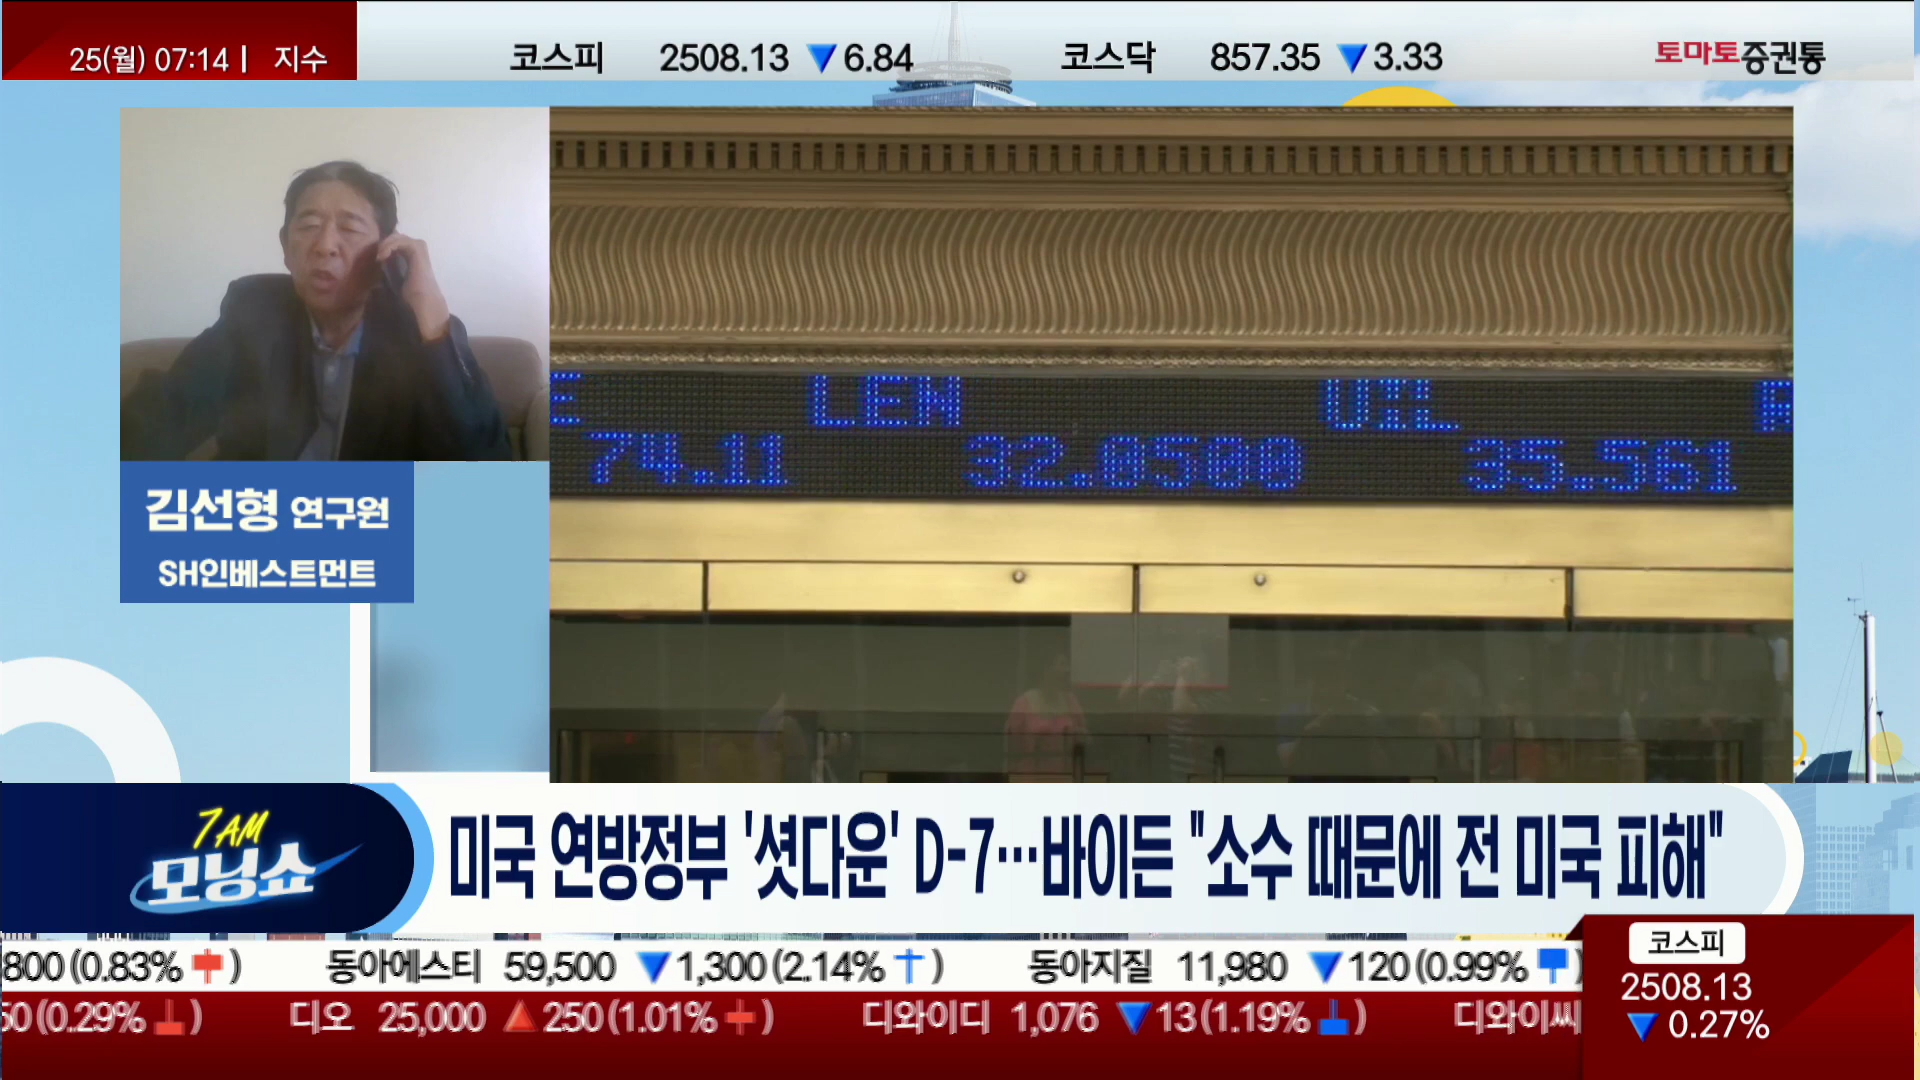 25(월) 07:14 | 지수
코스피 2508.13 ▼6.84 코스닥 857.35 ▼3.33
토마토증권통
E LEN UHL A
74.11 32.0500 35.561
김선형 연구원
SH인베스트먼트
7AM
모닝쇼
미국 연방정부 '셧다운' D-7…바이든 "소수 때문에 전 미국 피해"
800(0.83% ) 동아에스티 59,500 ▼1,300(2.14% ) 동아지질 11,980 ▼120(0.99% )
50(0.29% ) 디오 25,000 ▲250(1.01% ) 디와이디 1,076 ▼13(1.19% ) 디와이씨
코스피
2508.13
▼ 0.27%